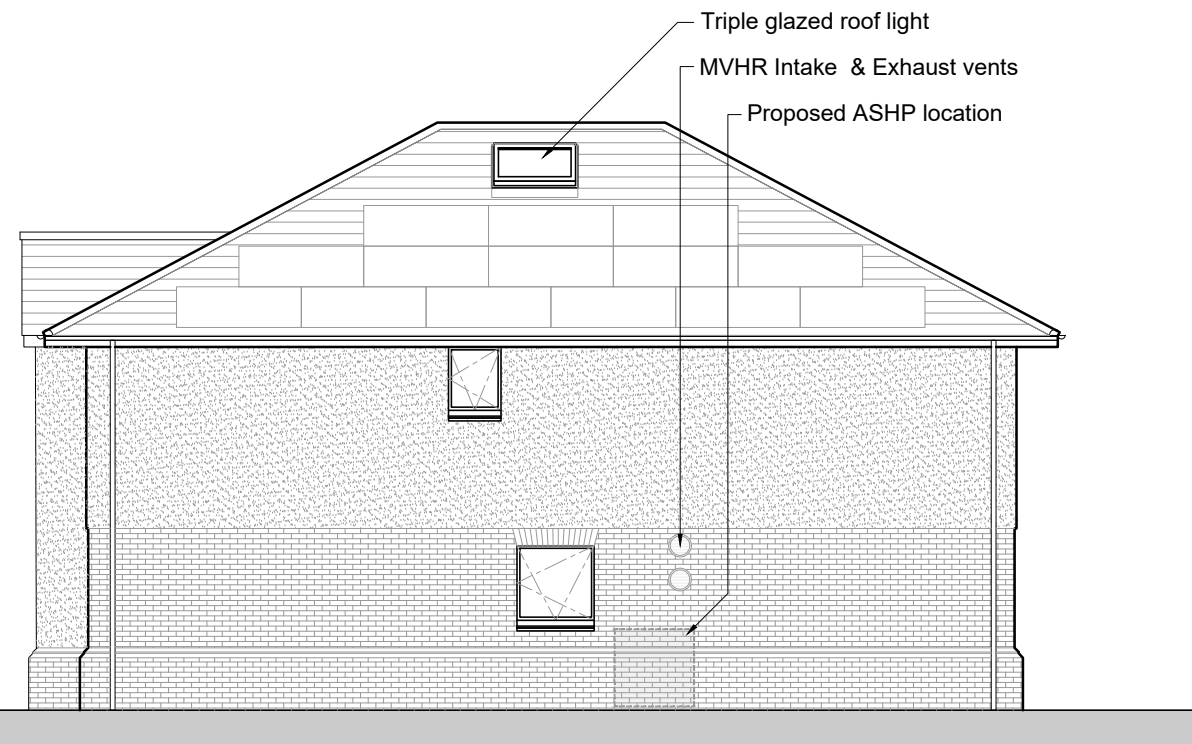 Triple glazed roof light
MVHR Intake  & Exhaust vents
Proposed ASHP location